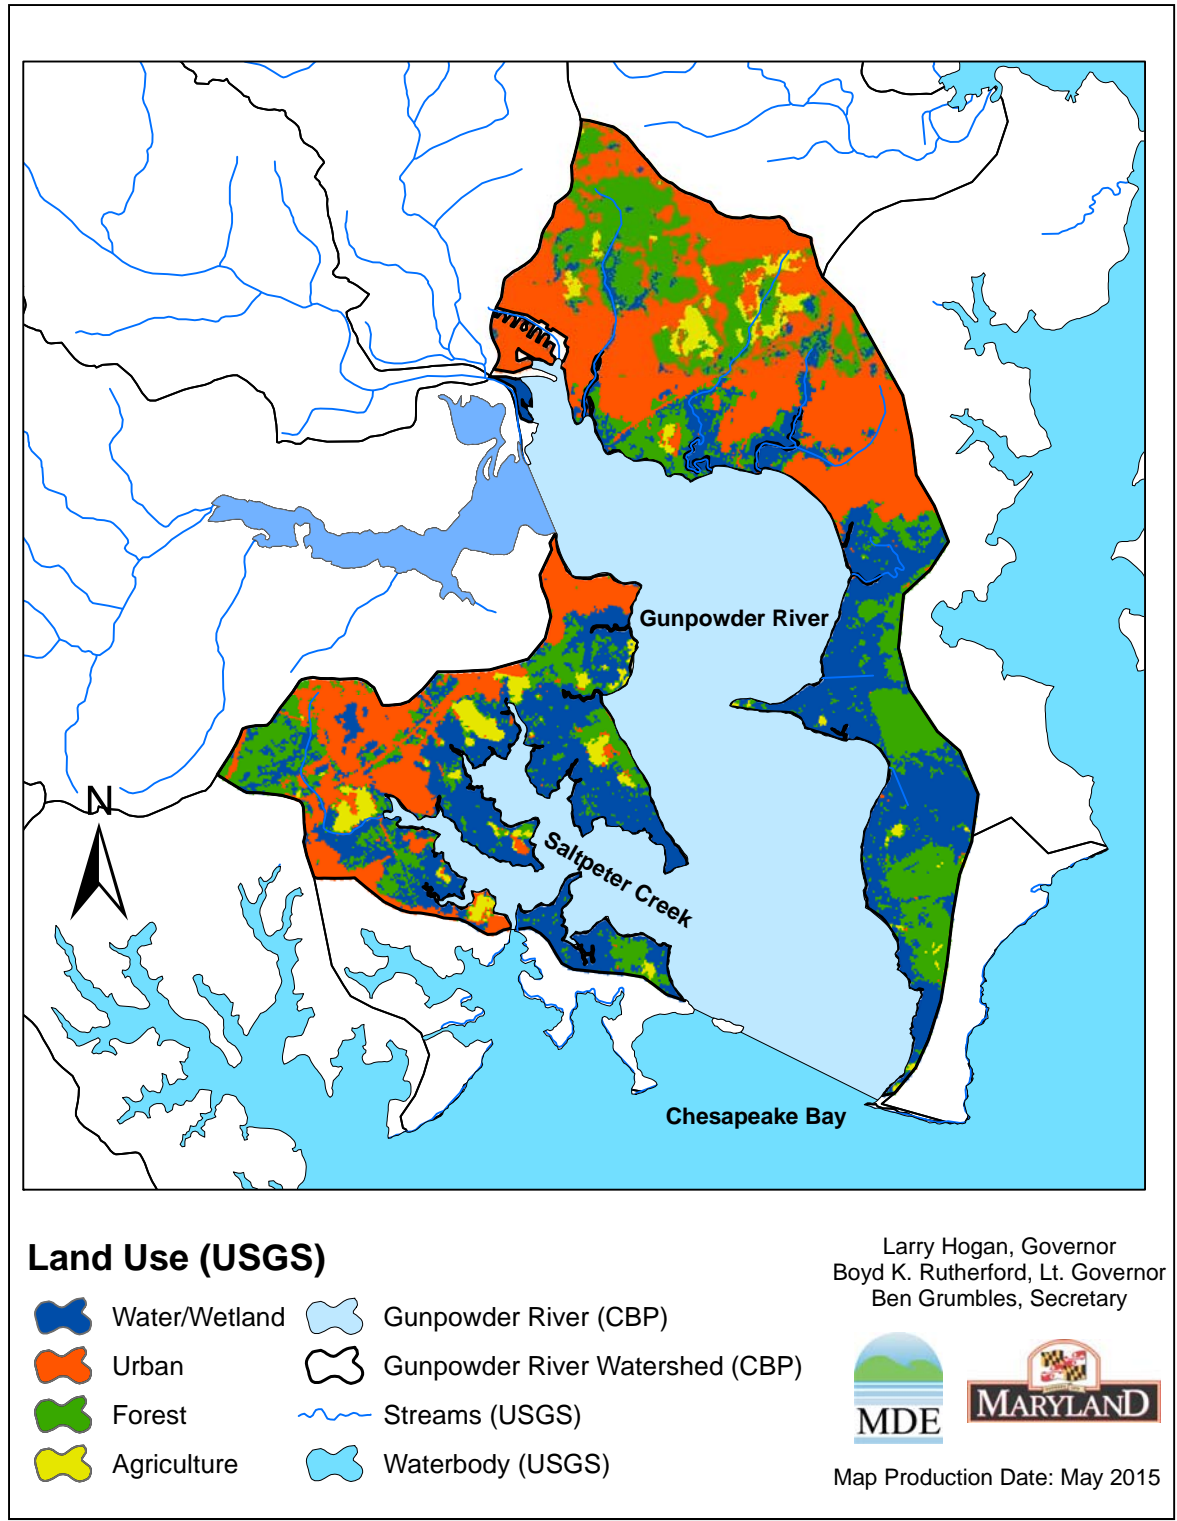 N
Gunpowder River
Saltpeter Creek
Chesapeake Bay
Land Use (USGS)
Water/Wetland
Urban
Forest
Agriculture
Gunpowder River (CBP)
Gunpowder River Watershed (CBP)
Streams (USGS)
Waterbody (USGS)
Larry Hogan, Governor
Boyd K. Rutherford, Lt. Governor
Ben Grumbles, Secretary
MDE
MARYLAND
Map Production Date: May 2015